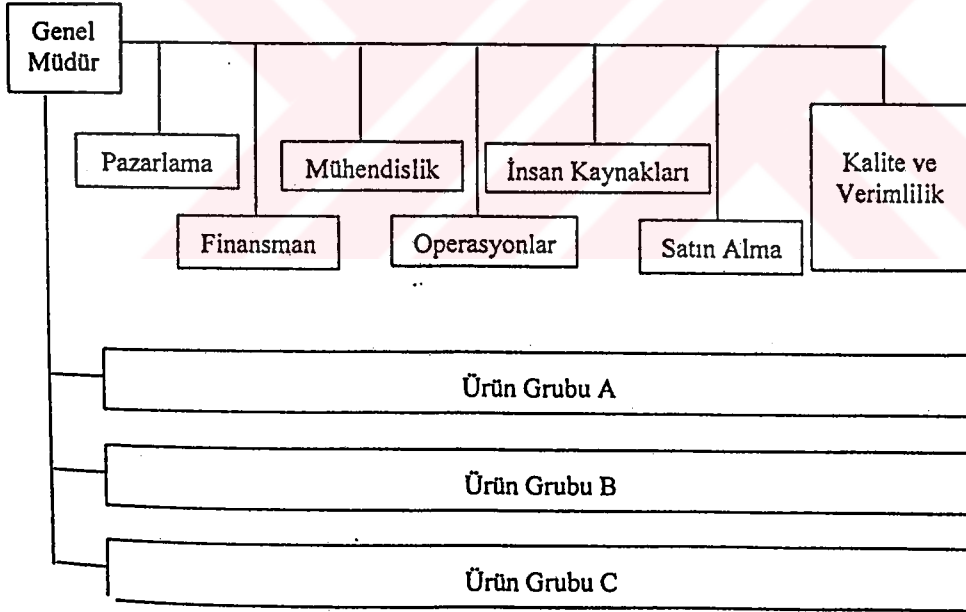 Genel
Müdür
Pazarlama
Mühendislik
İnsan Kaynakları
Kalite ve
Verimlilik
Finansman
Operasyonlar
Satın Alma
Ürün Grubu A
Ürün Grubu B
Ürün Grubu C